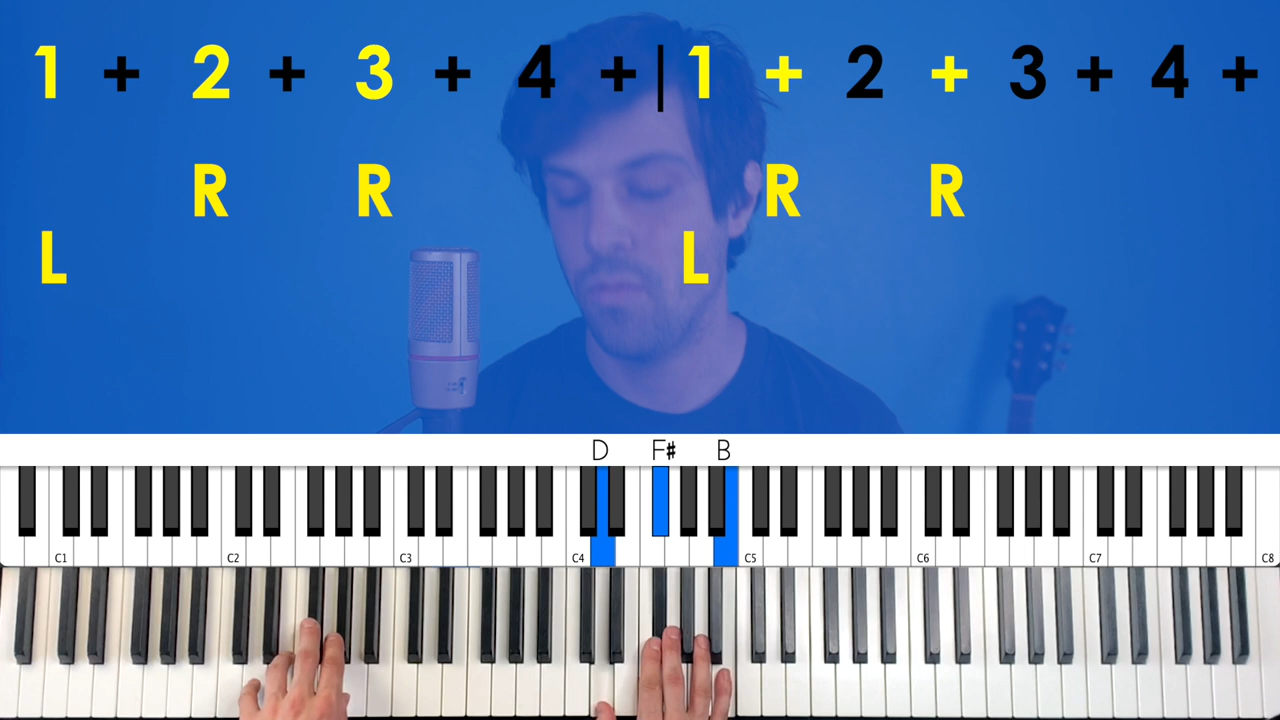 1 + 2 + 3 + 4 + | 1 + 2 + 3 + 4 +
R R R R
L L
D F# B
C1 C2 C3 C4 C5 C6 C7 C8